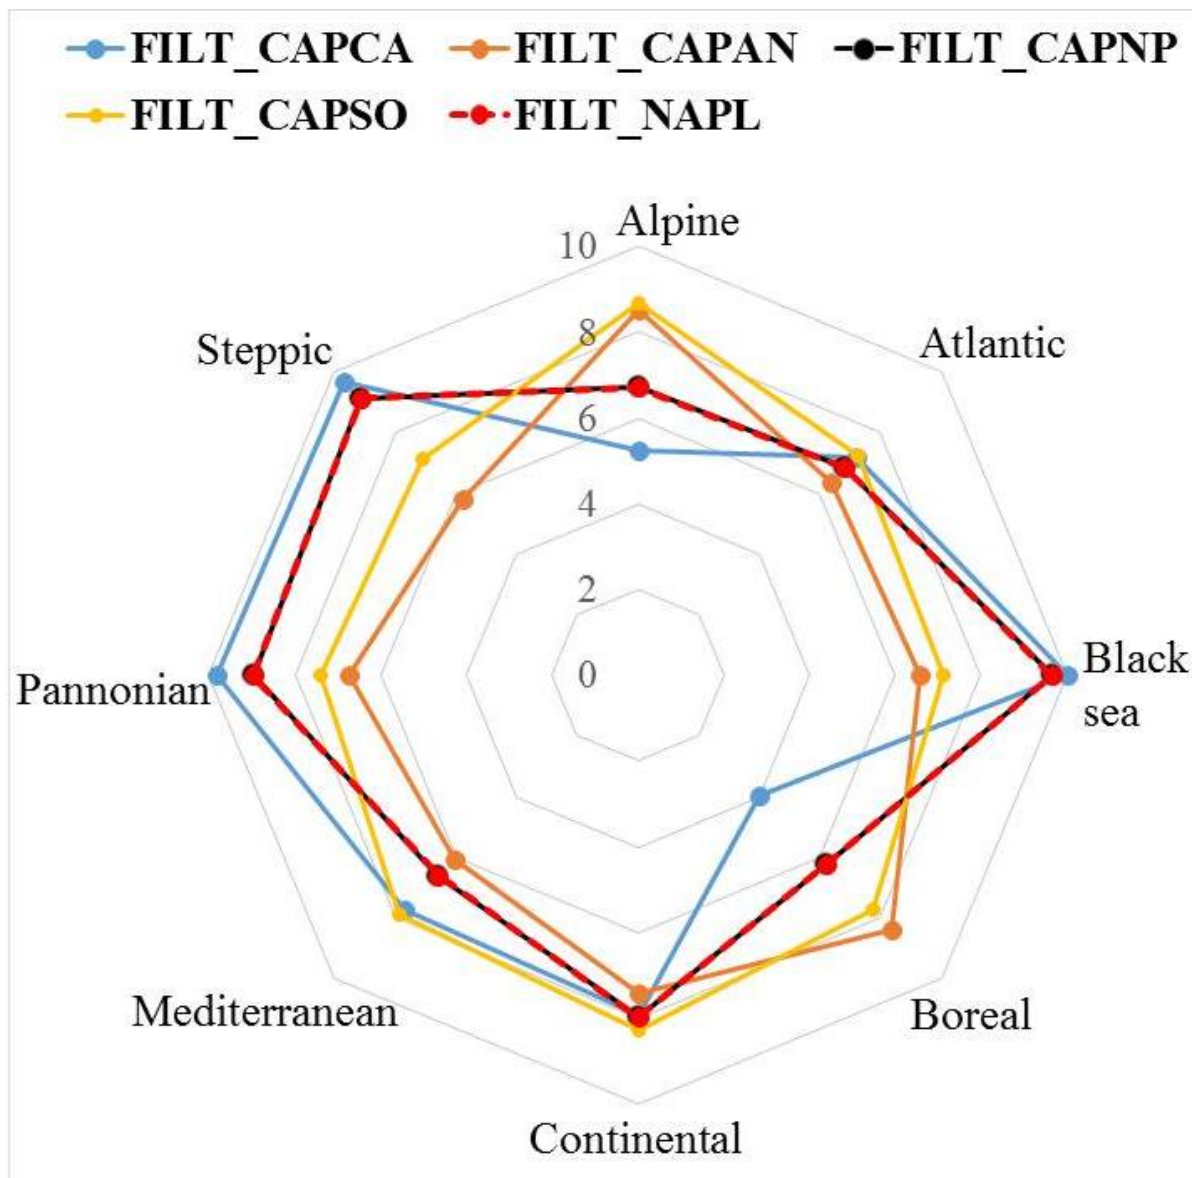 FILT_CAPCA FILT_CAPAN FILT_CAPNP
FILT_CAPSO FILT_NAPL
Alpine
10
Steppic
8
Atlantic
6
4
2
Pannonian
0
Black
sea
Mediterranean
Boreal
Continental